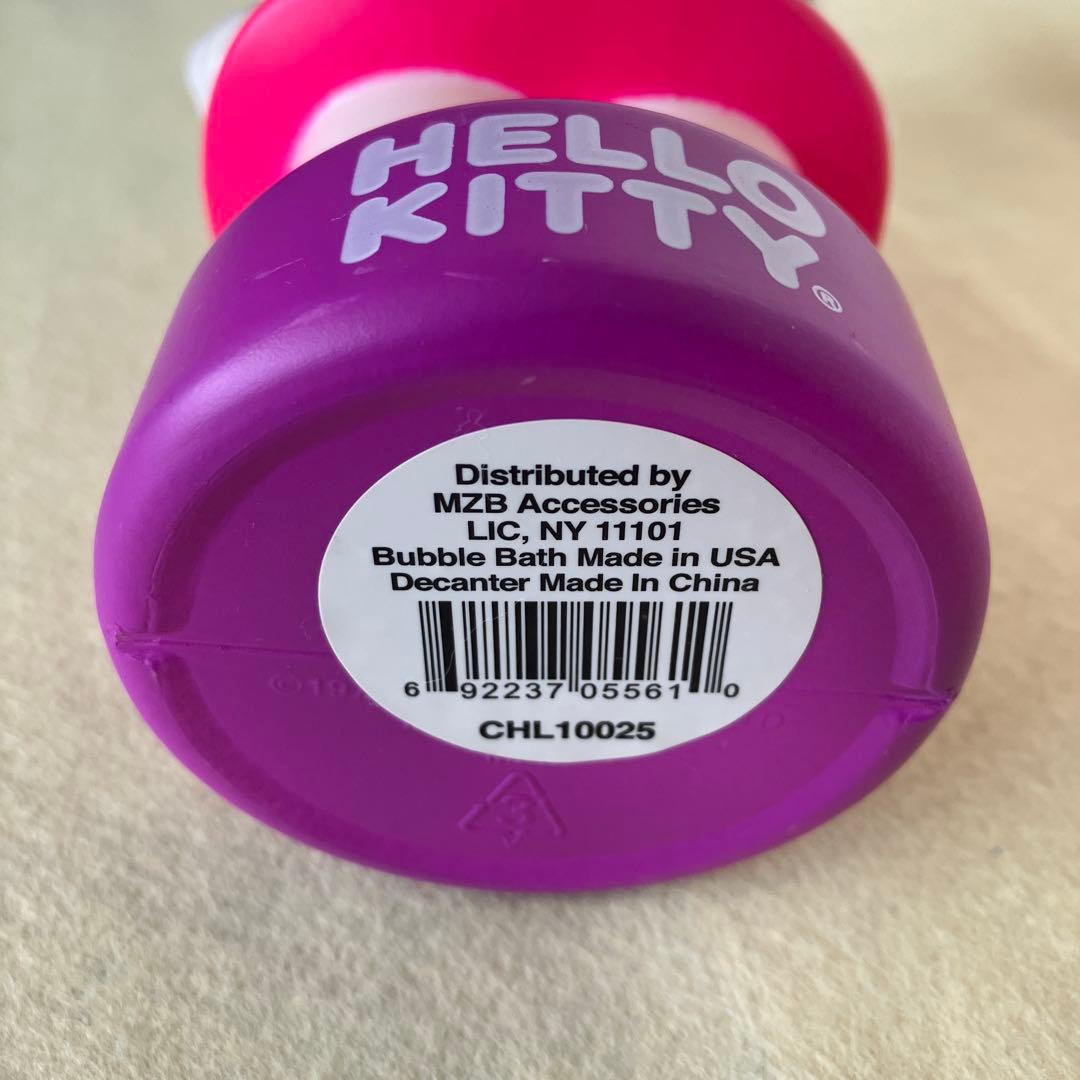 HELLO
KITTY®
Distributed by
MZB Accessories
LIC, NY 11101
Bubble Bath Made in USA
Decanter Made In China
6 92237 05561 0
CHL10025